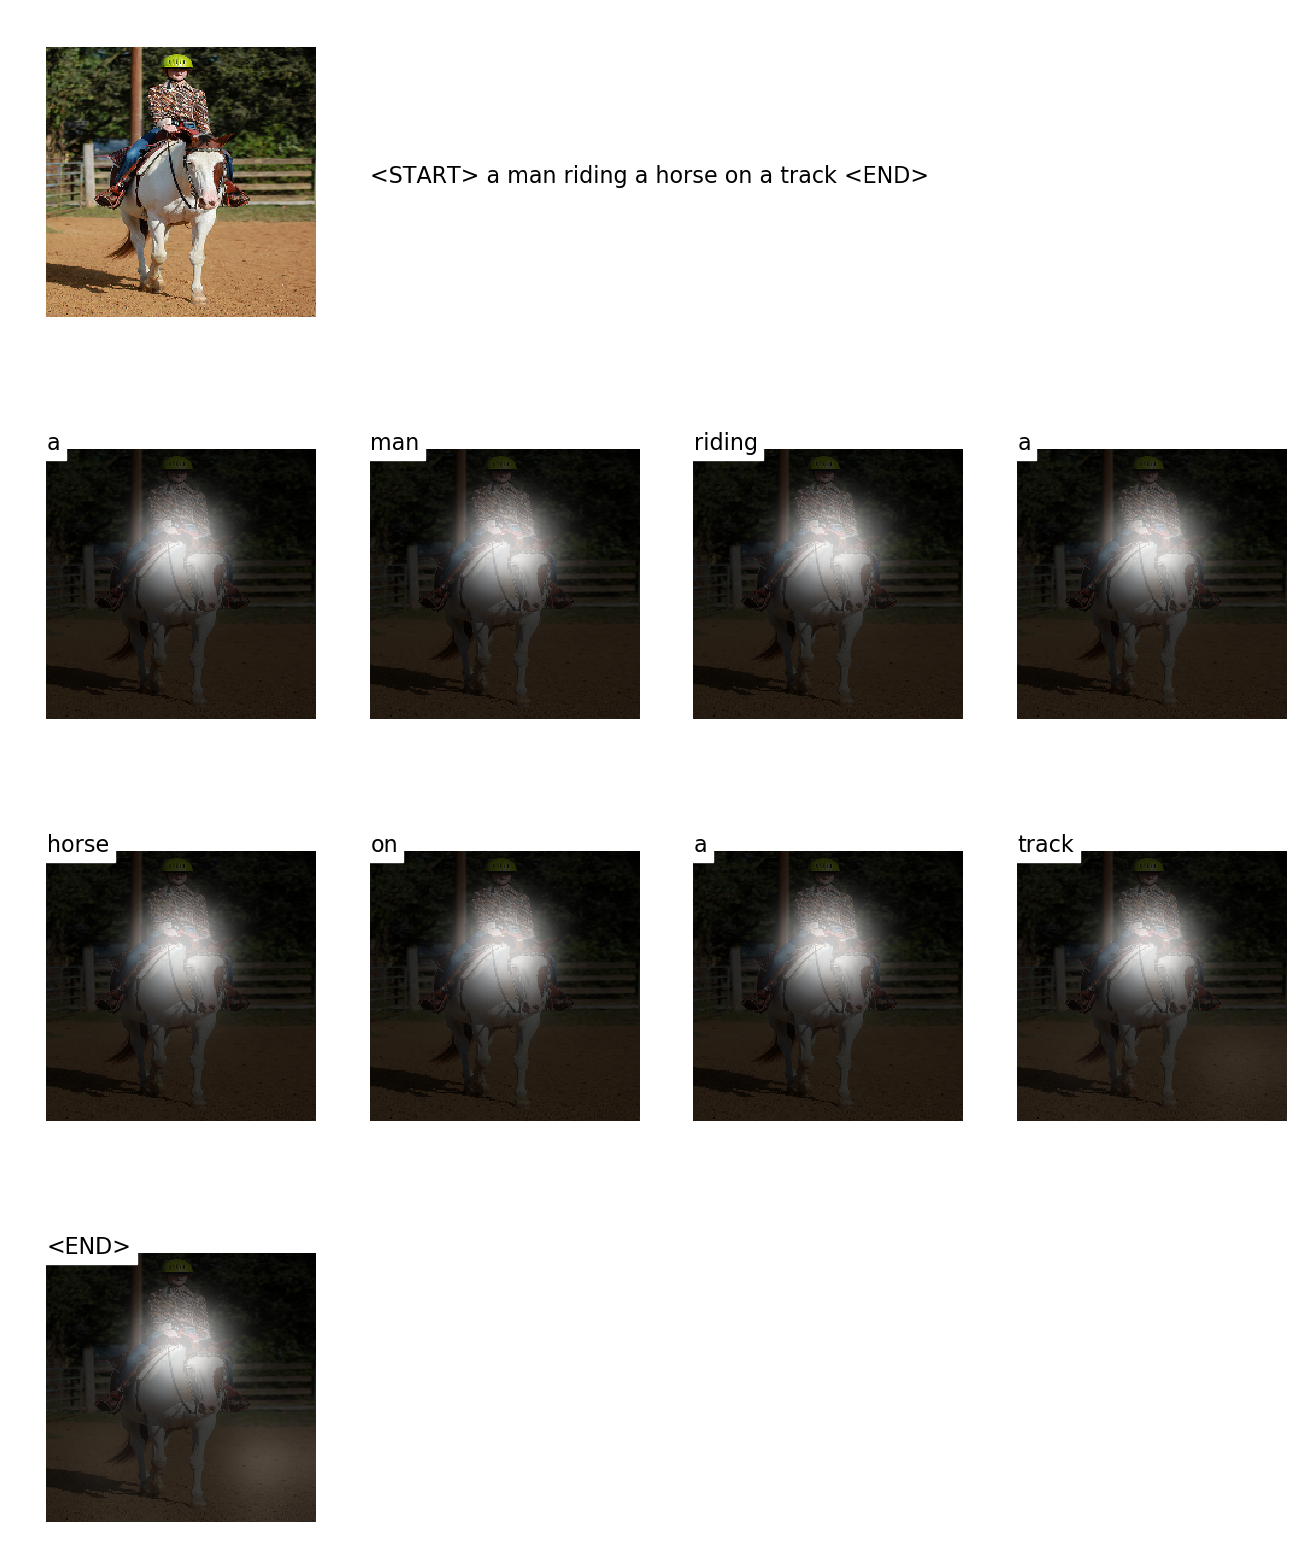 <START> a man riding a horse on a track <END>
a
man
riding
a
horse
on
a
track
<END>